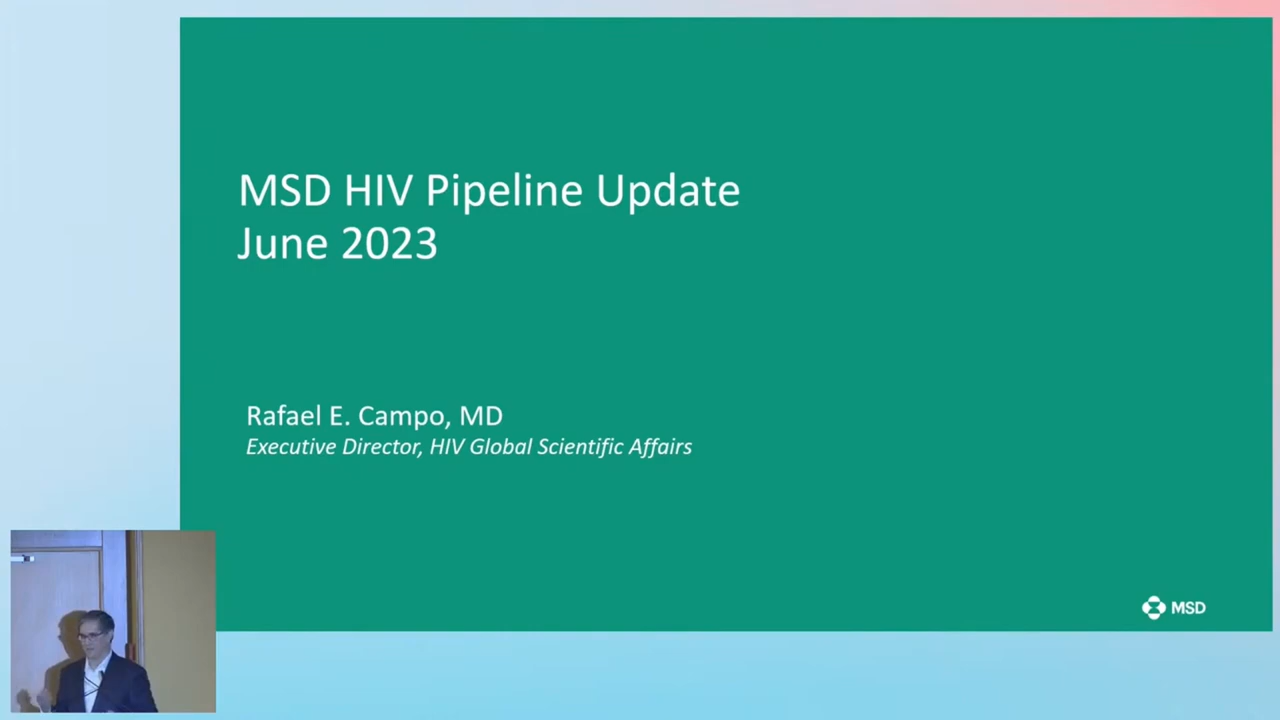 MSD HIV Pipeline Update
June 2023
Rafael E. Campo, MD
Executive Director, HIV Global Scientific Affairs
MSD